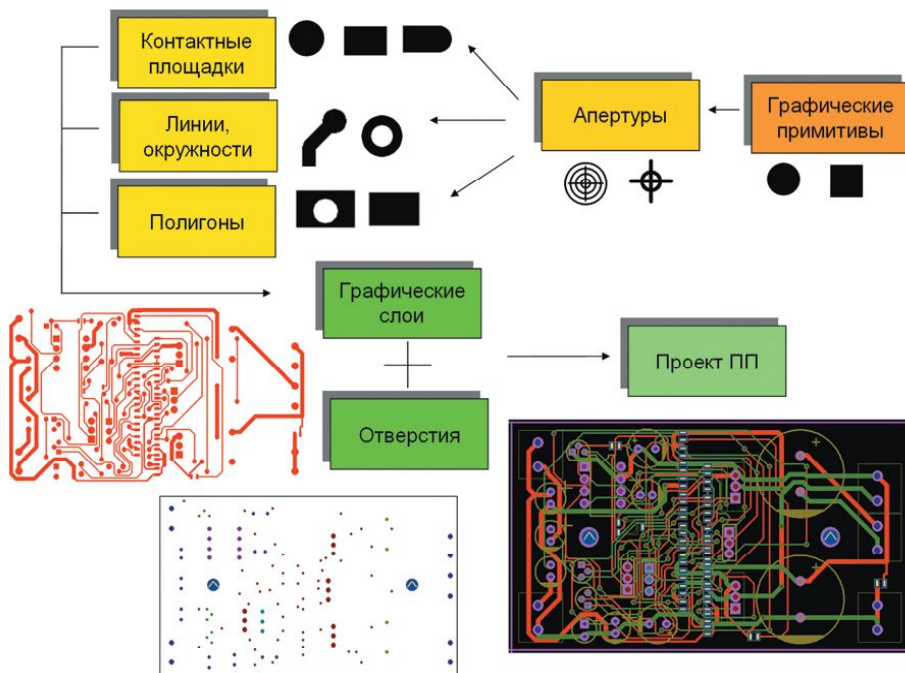 Контактные
площадки
Линии,
окружности
Полигоны
Апертуры
Графические
примитивы
Графические
слои
Отверстия
Проект ПП